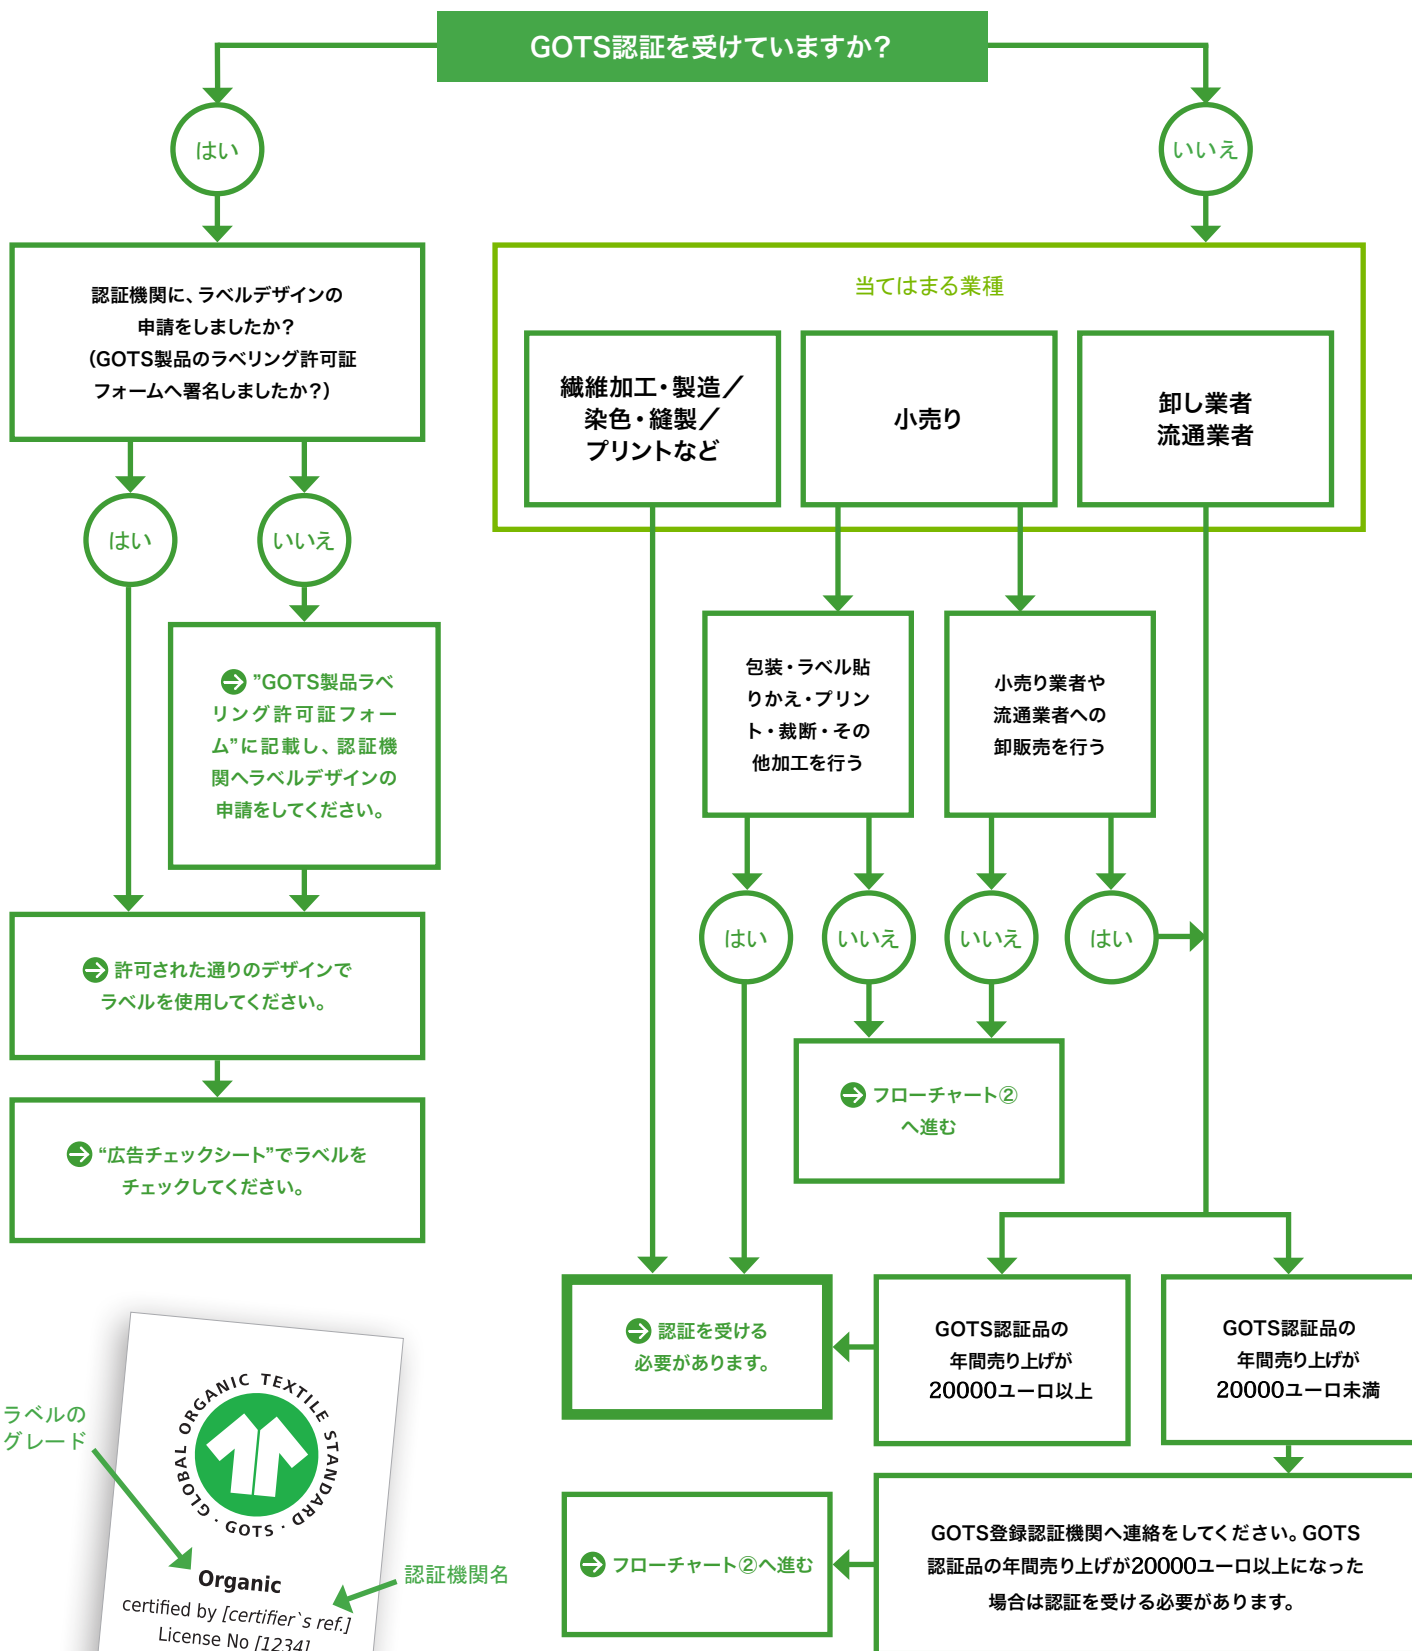 GOTS認証を受けていますか？
はい
いいえ
認証機関に、ラベルデザインの
申請をしましたか？
（GOTS製品のラベリング許可証
フォームへ署名しましたか？）
はい
いいえ
”GOTS製品ラベ
リング許可証フォー
ム”に記載し、認証機
関へラベルデザインの
申請をしてください。
許可された通りのデザインで
ラベルを使用してください。
“広告チェックシート”でラベルを
チェックしてください。
当てはまる業種
繊維加工・製造／
染色・縫製／
プリントなど
小売り
卸し業者
流通業者
包装・ラベル貼
りかえ・プリン
ト・裁断・その
他加工を行う
小売り業者や
流通業者への
卸販売を行う
はい
いいえ
いいえ
はい
フローチャート②
へ進む
認証を受ける
必要があります。
GOTS認証品の
年間売り上げが
20000ユーロ以上
GOTS認証品の
年間売り上げが
20000ユーロ未満
フローチャート②へ進む
GOTS登録認証機関へ連絡をしてください。GOTS
認証品の年間売り上げが20000ユーロ以上になった
場合は認証を受ける必要があります。
ラベルの
グレード
GLOBAL ORGANIC TEXTILE STANDARD · GOTS ·
Organic
認証機関名
certified by [certifier`s ref.]
License No [1234]